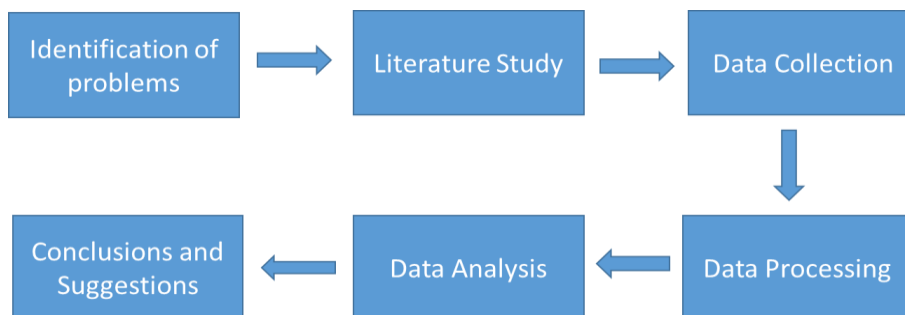 Identification of
problems
Literature Study
Data Collection
Conclusions and
Suggestions
Data Analysis
Data Processing